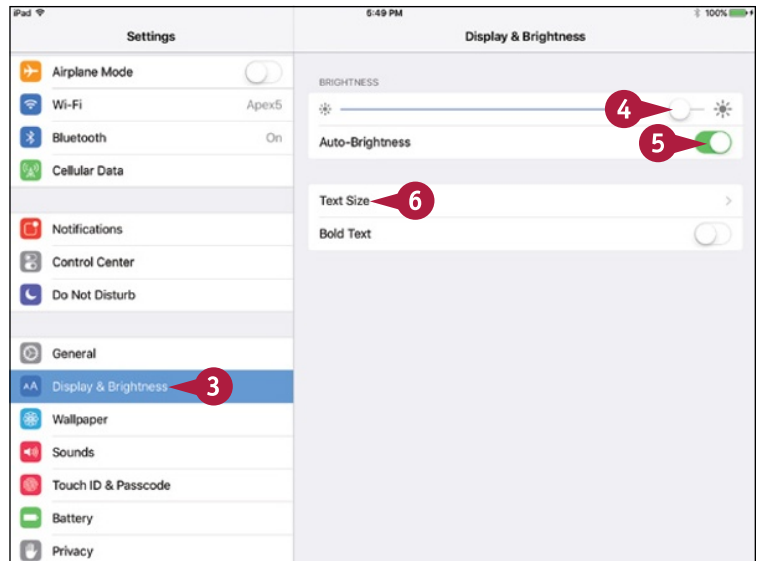 iPad 5:49 PM 100%
Settings
Display & Brightness
Airplane Mode
Wi-Fi Apex5
Bluetooth On
Cellular Data
Notifications
Control Center
Do Not Disturb
General
AA Display & Brightness 3
Wallpaper
Sounds
Touch ID & Passcode
Battery
Privacy
BRIGHTNESS
4
Auto-Brightness 5
Text Size 6
Bold Text